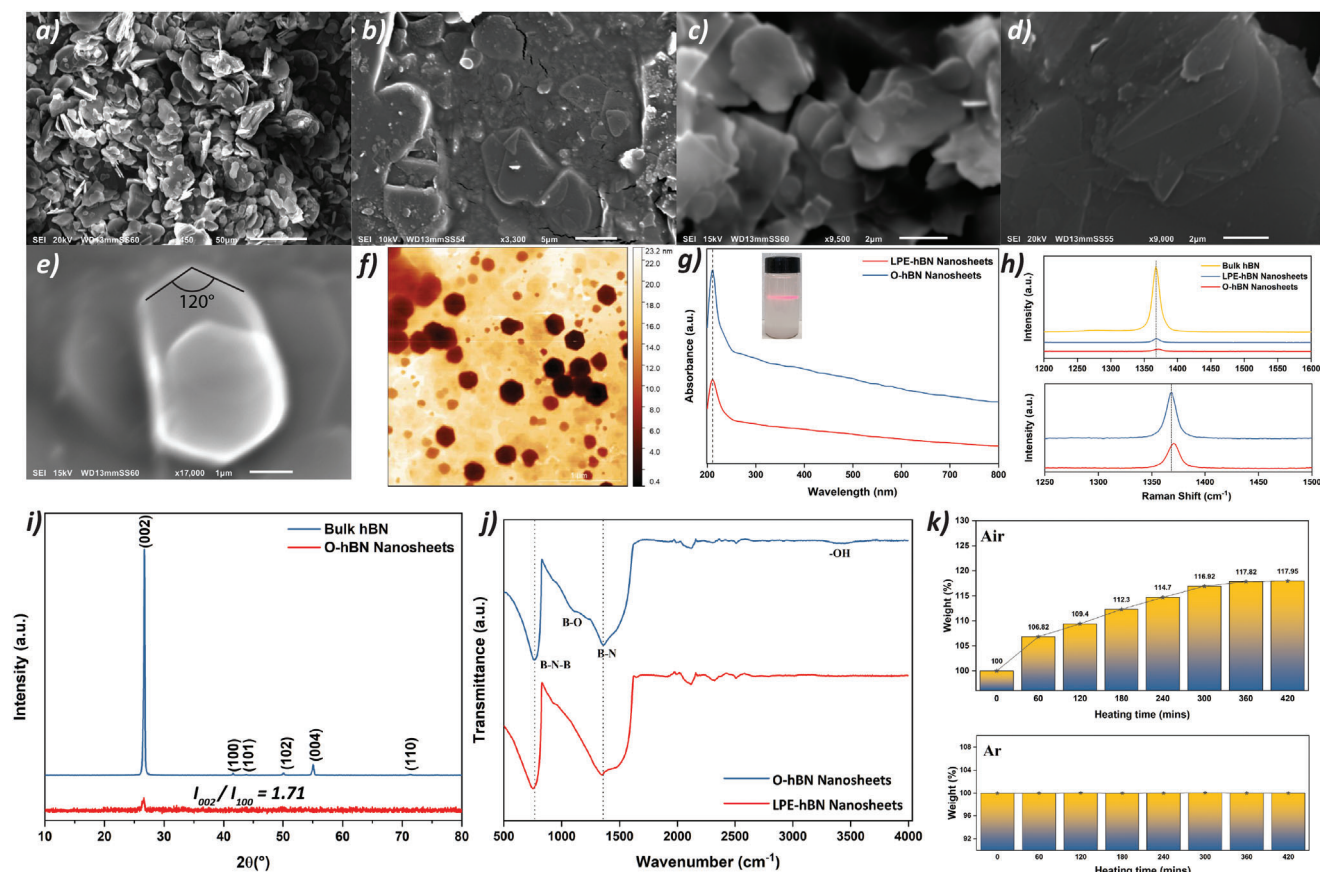 a)
SEI 20kV WD13mmSS60 450 50µm
b)
SEI 10kV WD13mmSS54 x3,300 5µm
c)
SEI 15kV WD13mmSS60 x9,500 2µm
d)
SEI 20kV WD13mmSS55 x9,000 2µm
e)
120°
SEI 15kV WD13mmSS60 x17,000 1µm
f)
23.2 nm
20.0
18.0
16.0
14.0
12.0
10.0
8.0
6.0
4.0
0.4
g)
LPE-hBN Nanosheets
O-hBN Nanosheets
Absorbance (a.u.)
200 300 400 500 600 700 800
Wavelength (nm)
h)
Bulk hBN
LPE-hBN Nanosheets
O-hBN Nanosheets
Intensity (a.u.)
1200 1250 1300 1350 1400 1450 1500 1550 1600
Intensity (a.u.)
1250 1300 1350 1400 1450 1500
Raman Shift (cm⁻¹)
i)
Bulk hBN
O-hBN Nanosheets
(002)
(100)
(101)
(102)
(004)
(110)
I002 / I100 = 1.71
Intensity (a.u.)
10 20 30 40 50 60 70 80
2θ(°)
j)
-OH
B-O
B-N-B
B-N
O-hBN Nanosheets
LPE-hBN Nanosheets
Transmittance (a.u.)
500 1000 1500 2000 2500 3000 3500 4000
Wavenumber (cm⁻¹)
k)
Air
130
125
120
115
110
105
100
Weight (%)
100 106.82 109.4 112.3 114.7 116.92 117.82 117.95
0 60 120 180 240 300 360 420
Heating time (mins)
Ar
108
104
100
96
92
Weight (%)
0 60 120 180 240 300 360 420
Heating time (mins)